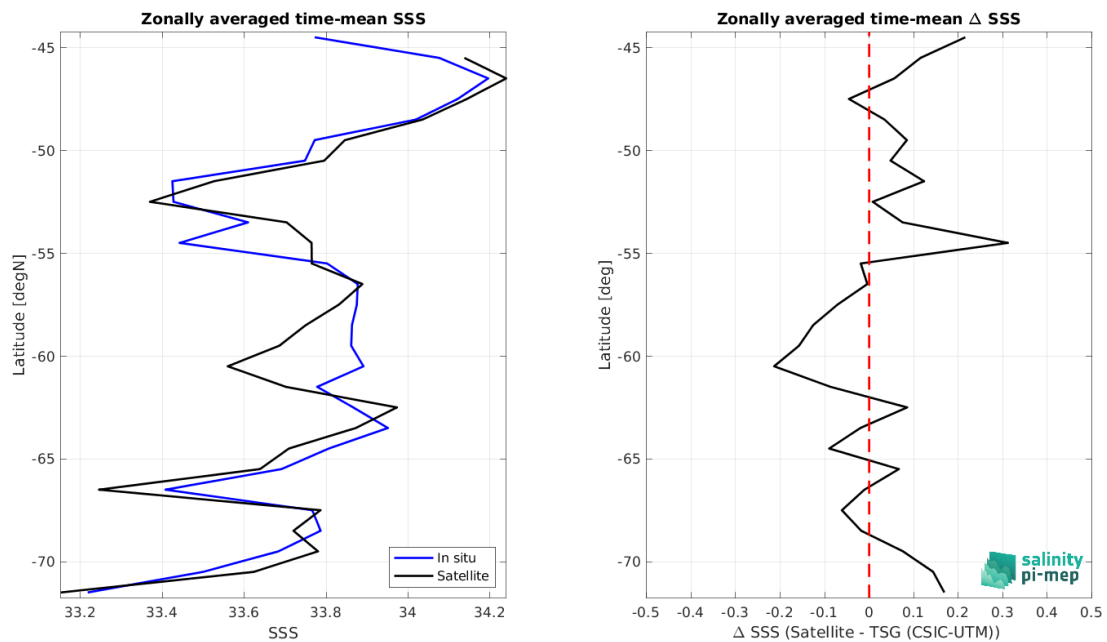 Zonally averaged time-mean SSS
-45
-50
-55
-60
-65
-70
Latitude [degN]
33.2
33.4
33.6
33.8
34
34.2
SSS
In situ
Satellite
Zonally averaged time-mean Δ SSS
-45
-50
-55
-60
-65
-70
Latitude [deg]
-0.5
-0.4
-0.3
-0.2
-0.1
0
0.1
0.2
0.3
0.4
0.5
Δ SSS (Satellite - TSG (CSIC-UTM))
salinity
pi-mep